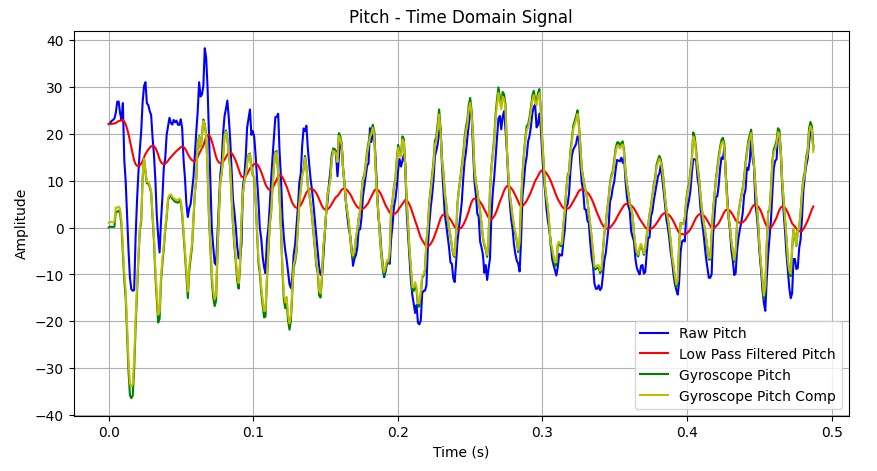 Pitch - Time Domain Signal
Amplitude
40
30
20
10
0
−10
−20
−30
−40
0.0
0.1
0.2
0.3
0.4
0.5
Time (s)
Raw Pitch
Low Pass Filtered Pitch
Gyroscope Pitch
Gyroscope Pitch Comp